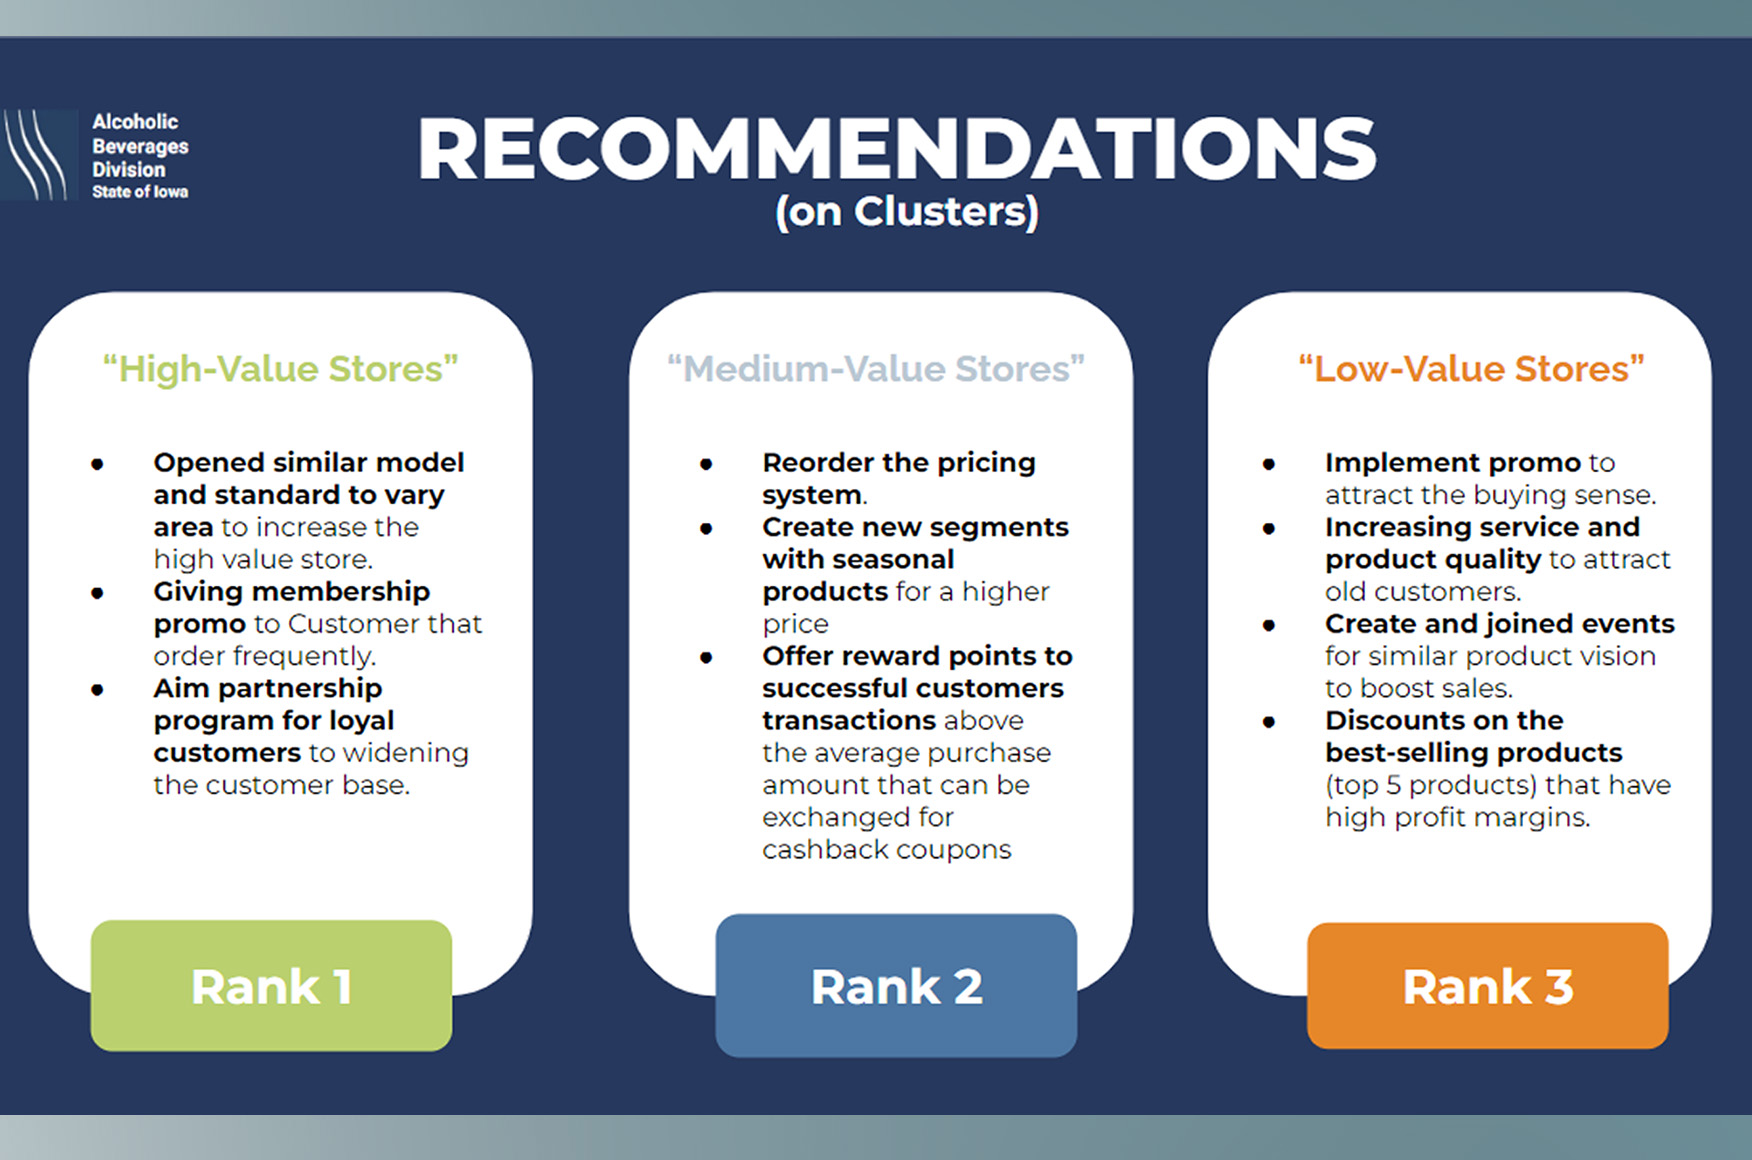 Alcoholic
Beverages
Division
State of Iowa
RECOMMENDATIONS
(on Clusters)
“High-Value Stores”
● Opened similar model
and standard to vary
area to increase the
high value store.
● Giving membership
promo to Customer that
order frequently.
● Aim partnership
program for loyal
customers to widening
the customer base.
Rank 1
“Medium-Value Stores”
● Reorder the pricing
system.
● Create new segments
with seasonal
products for a higher
price
● Offer reward points to
successful customers
transactions above
the average purchase
amount that can be
exchanged for
cashback coupons
Rank 2
“Low-Value Stores”
● Implement promo to
attract the buying sense.
● Increasing service and
product quality to attract
old customers.
● Create and joined events
for similar product vision
to boost sales.
● Discounts on the
best-selling products
(top 5 products) that have
high profit margins.
Rank 3